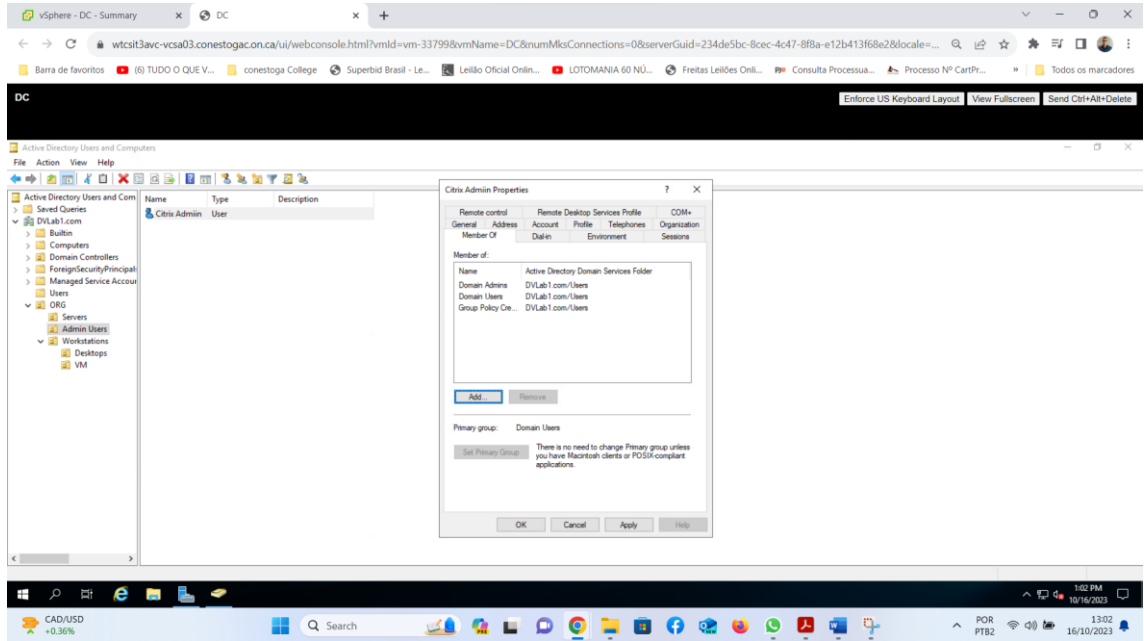 vSphere - DC - Summary
DC
wtcsit3avc-vcsa03.conestogac.on.ca/ui/webconsole.html?vmId=vm-33799&vmName=DC&numMksConnections=0&serverGuid=234de5bc-8cec-4c47-8f8a-e12b413f68e2&locale=...
Barra de favoritos (6) TUDO O QUE V... conestoga College Superbid Brasil - Le... Leilão Oficial Onlin... LOTOMANIA 60 NÚ... Freitas Leilões Onli... Consulta Processua... Processo Nº CartPr... » Todos os marcadores
DC
Enforce US Keyboard Layout View Fullscreen Send Ctrl+Alt+Delete
Active Directory Users and Computers
File Action View Help
Active Directory Users and Com
Saved Queries
DVLab1.com
Builtin
Computers
Domain Controllers
ForeignSecurityPrincipals
Managed Service Accour
Users
ORG
Servers
Admin Users
Workstations
Desktops
VM
Name Type Description
Citrix Admiin User
Citrix Admiin Properties ? X
Remote control Remote Desktop Services Profile COM+
General Address Account Profile Telephones Organization
Member Of Dial-in Environment Sessions
Member of:
Name Active Directory Domain Services Folder
Domain Admins DVLab1.com/Users
Domain Users DVLab1.com/Users
Group Policy Cre... DVLab1.com/Users
Add... Remove
Primary group: Domain Users
Set Primary Group
There is no need to change Primary group unless
you have Macintosh clients or POSIX-compliant
applications.
OK Cancel Apply Help
1:02 PM
10/16/2023
CAD/USD
+0.36%
Search
POR
PTB2
13:02
16/10/2023